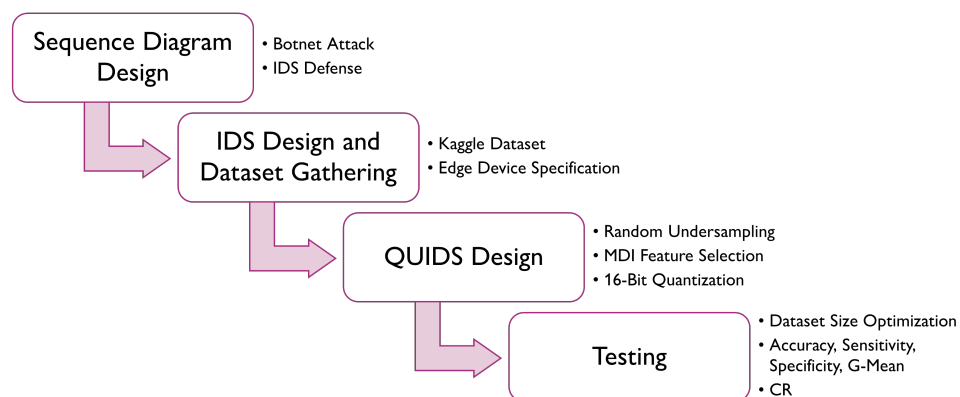 Sequence Diagram
Design
• Botnet Attack
• IDS Defense
IDS Design and
Dataset Gathering
• Kaggle Dataset
• Edge Device Specification
QUIDS Design
• Random Undersampling
• MDI Feature Selection
• 16-Bit Quantization
Testing
• Dataset Size Optimization
• Accuracy, Sensitivity,
Specificity, G-Mean
• CR